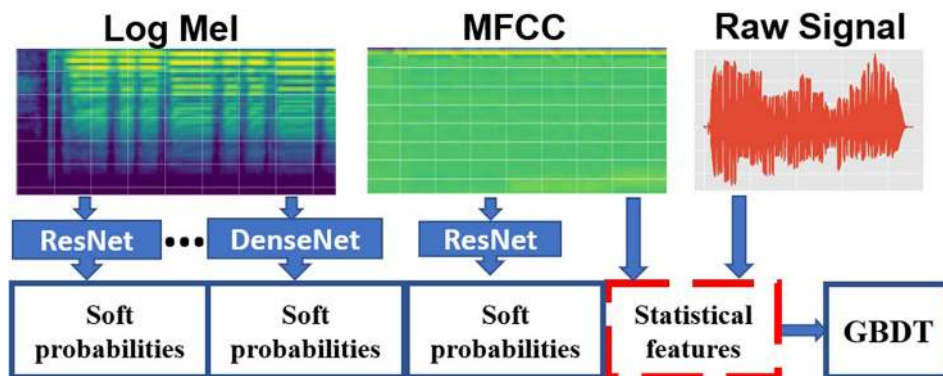 Log Mel
MFCC
Raw Signal
ResNet
DenseNet
ResNet
Soft
probabilities
Soft
probabilities
Soft
probabilities
Statistical
features
GBDT